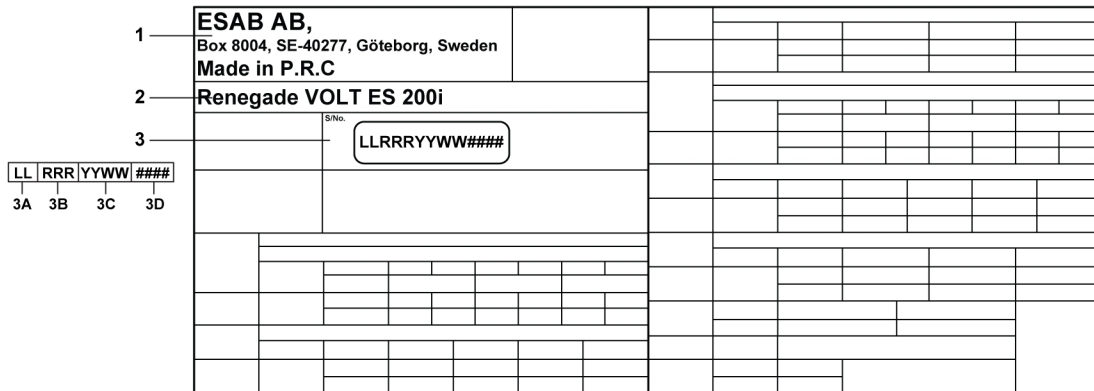 1
ESAB AB,
Box 8004, SE-40277, Göteborg, Sweden
Made in P.R.C
2
Renegade VOLT ES 200i
3
S/No.
LLRRRYYWW####
LL RRR YYWW ####
3A 3B 3C 3D